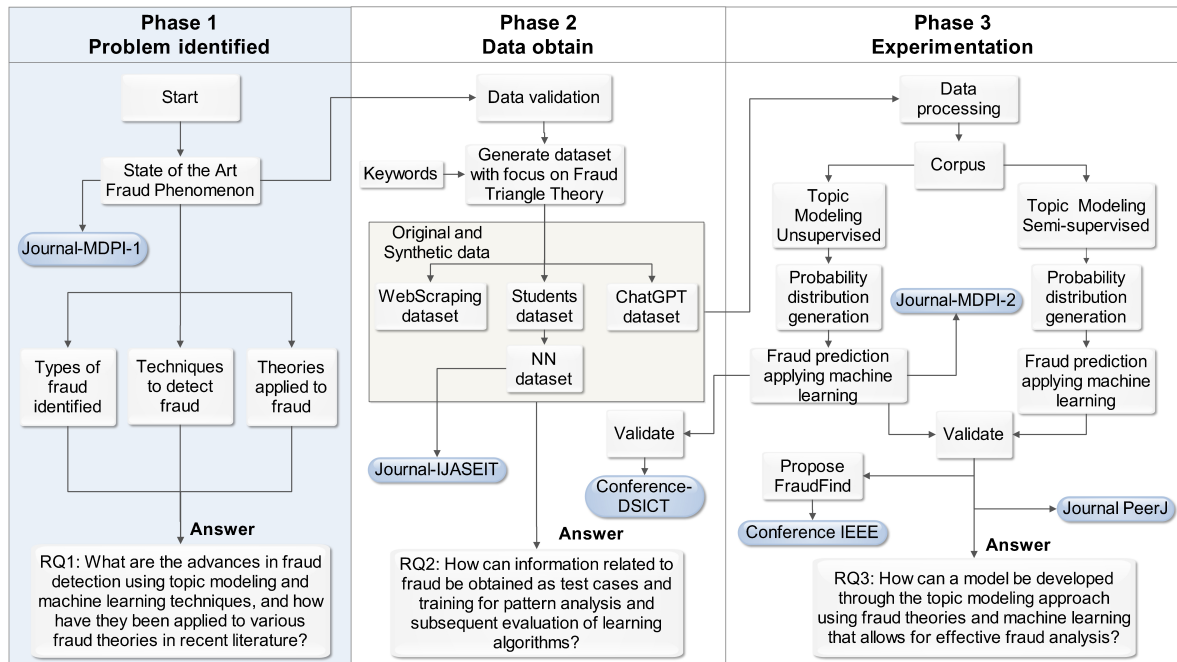 Phase 1
Problem identified
Start
State of the Art
Fraud Phenomenon
Journal-MDPI-1
Types of
fraud
identified
Techniques
to detect
fraud
Theories
applied to
fraud
Answer
RQ1: What are the advances in fraud
detection using topic modeling and
machine learning techniques, and how
have they been applied to various
fraud theories in recent literature?
Phase 2
Data obtain
Data validation
Keywords
Generate dataset
with focus on Fraud
Triangle Theory
Original and
Synthetic data
WebScraping
dataset
Students
dataset
ChatGPT
dataset
NN
dataset
Journal-IJASEIT
Validate
Conference-
DSICT
Answer
RQ2: How can information related to
fraud be obtained as test cases and
training for pattern analysis and
subsequent evaluation of learning
algorithms?
Phase 3
Experimentation
Data
processing
Corpus
Topic
Modeling
Unsupervised
Topic Modeling
Semi-supervised
Probability
distribution
generation
Journal-MDPI-2
Probability
distribution
generation
Fraud prediction
applying machine
learning
Fraud prediction
applying machine
learning
Validate
Propose
FraudFind
Conference IEEE
Journal PeerJ
Answer
RQ3: How can a model be developed
through the topic modeling approach
using fraud theories and machine learning
that allows for effective fraud analysis?